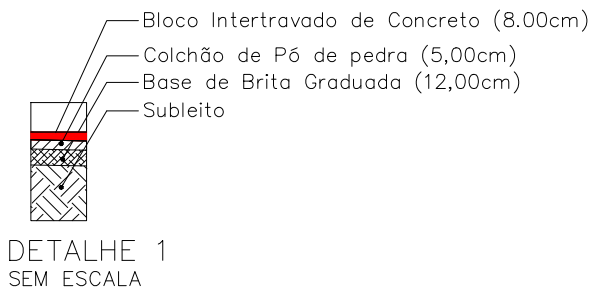 Bloco Intertravado de Concreto (8.00cm)
Colchão de Pó de pedra (5,00cm)
Base de Brita Graduada (12,00cm)
Subleito
DETALHE 1
SEM ESCALA